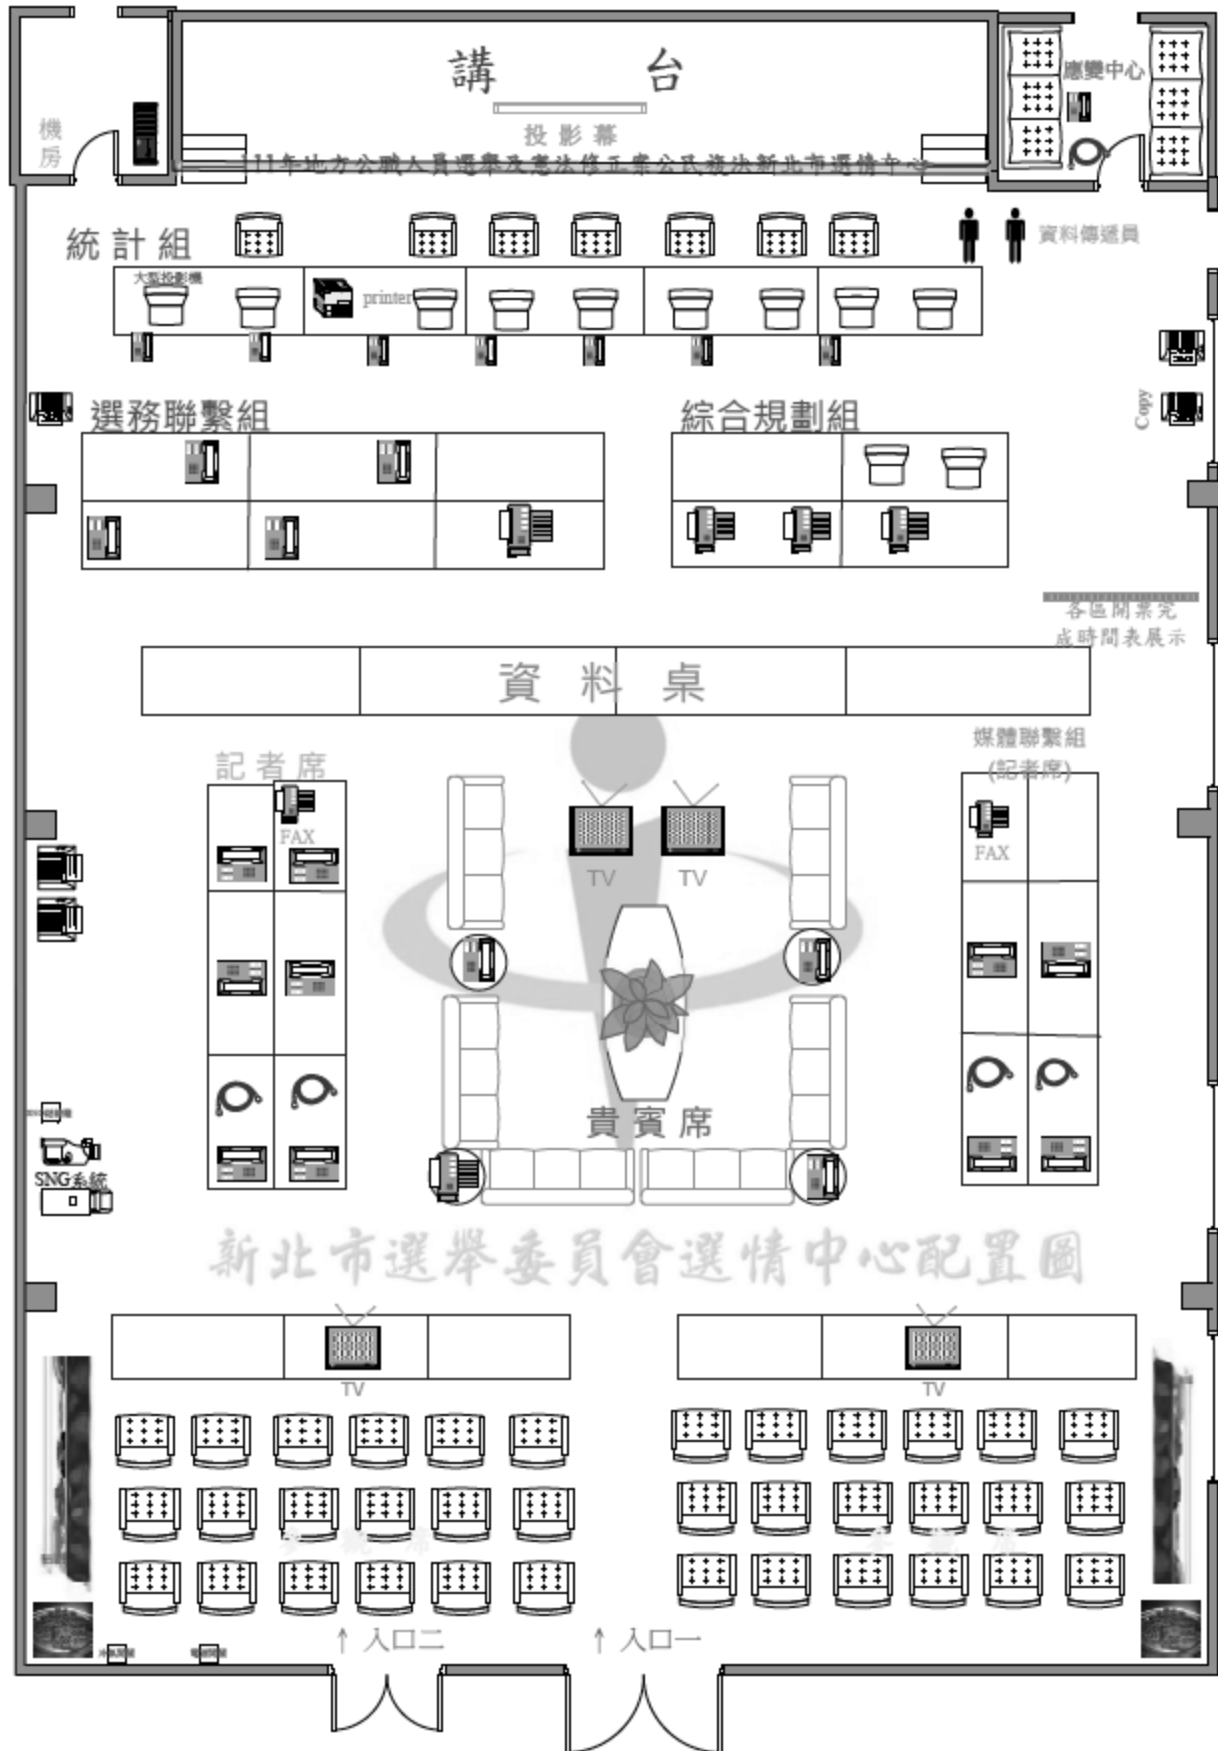 講 台
應變中心
機房
投影幕
111年地方公職人員選舉及憲法修正案公民複決新北市選情中心
統計組
資料傳遞員
大型投影機
printer
Copy
選務聯繫組
綜合規劃組
各區開票完
成時間表展示
資料桌
記者席
媒體聯繫組
(記者席)
FAX
FAX
TV
TV
貴賓席
SNG系統
新北市選舉委員會選情中心配置圖
TV
TV
參觀席
參觀席
↑ 入口二
↑ 入口一